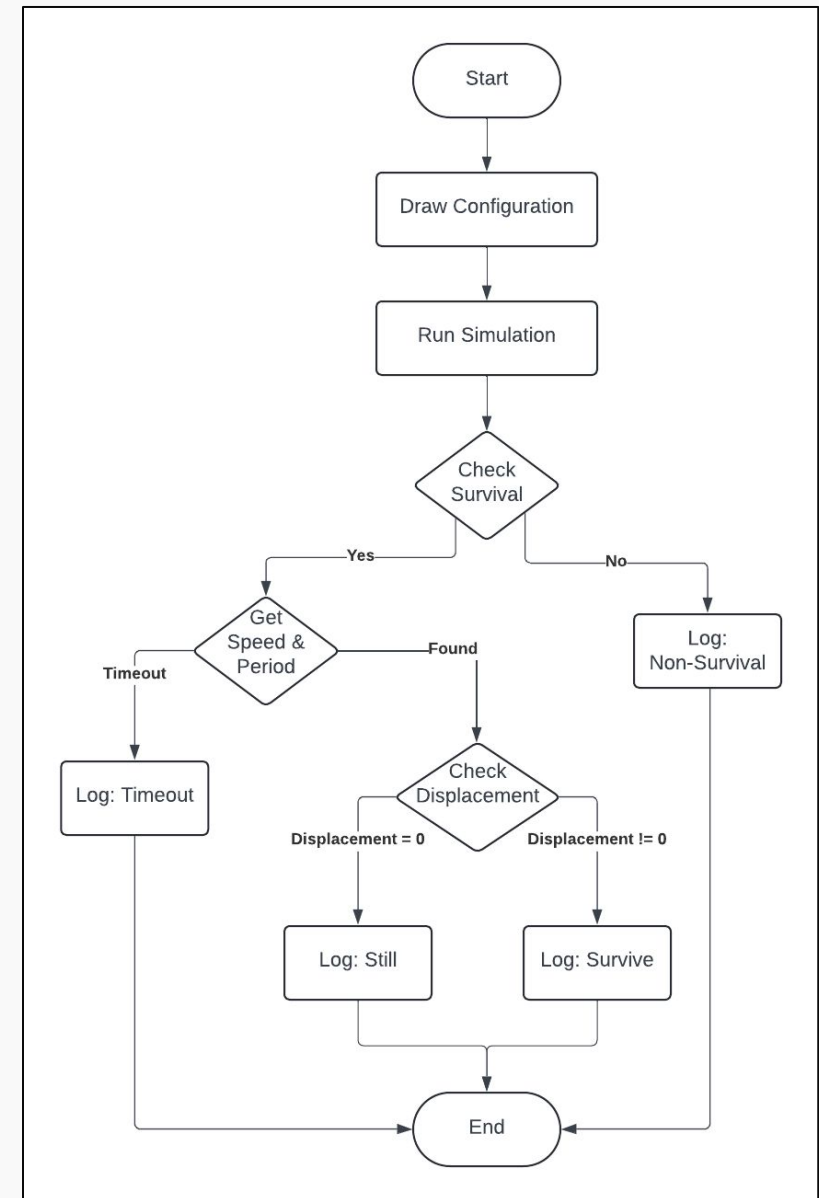 Start
Draw Configuration
Run Simulation
Check
Survival
Yes
No
Get
Speed &
Period
Found
Log:
Non-Survival
Timeout
Check
Displacement
Log: Timeout
Displacement = 0
Displacement != 0
Log: Still
Log: Survive
End